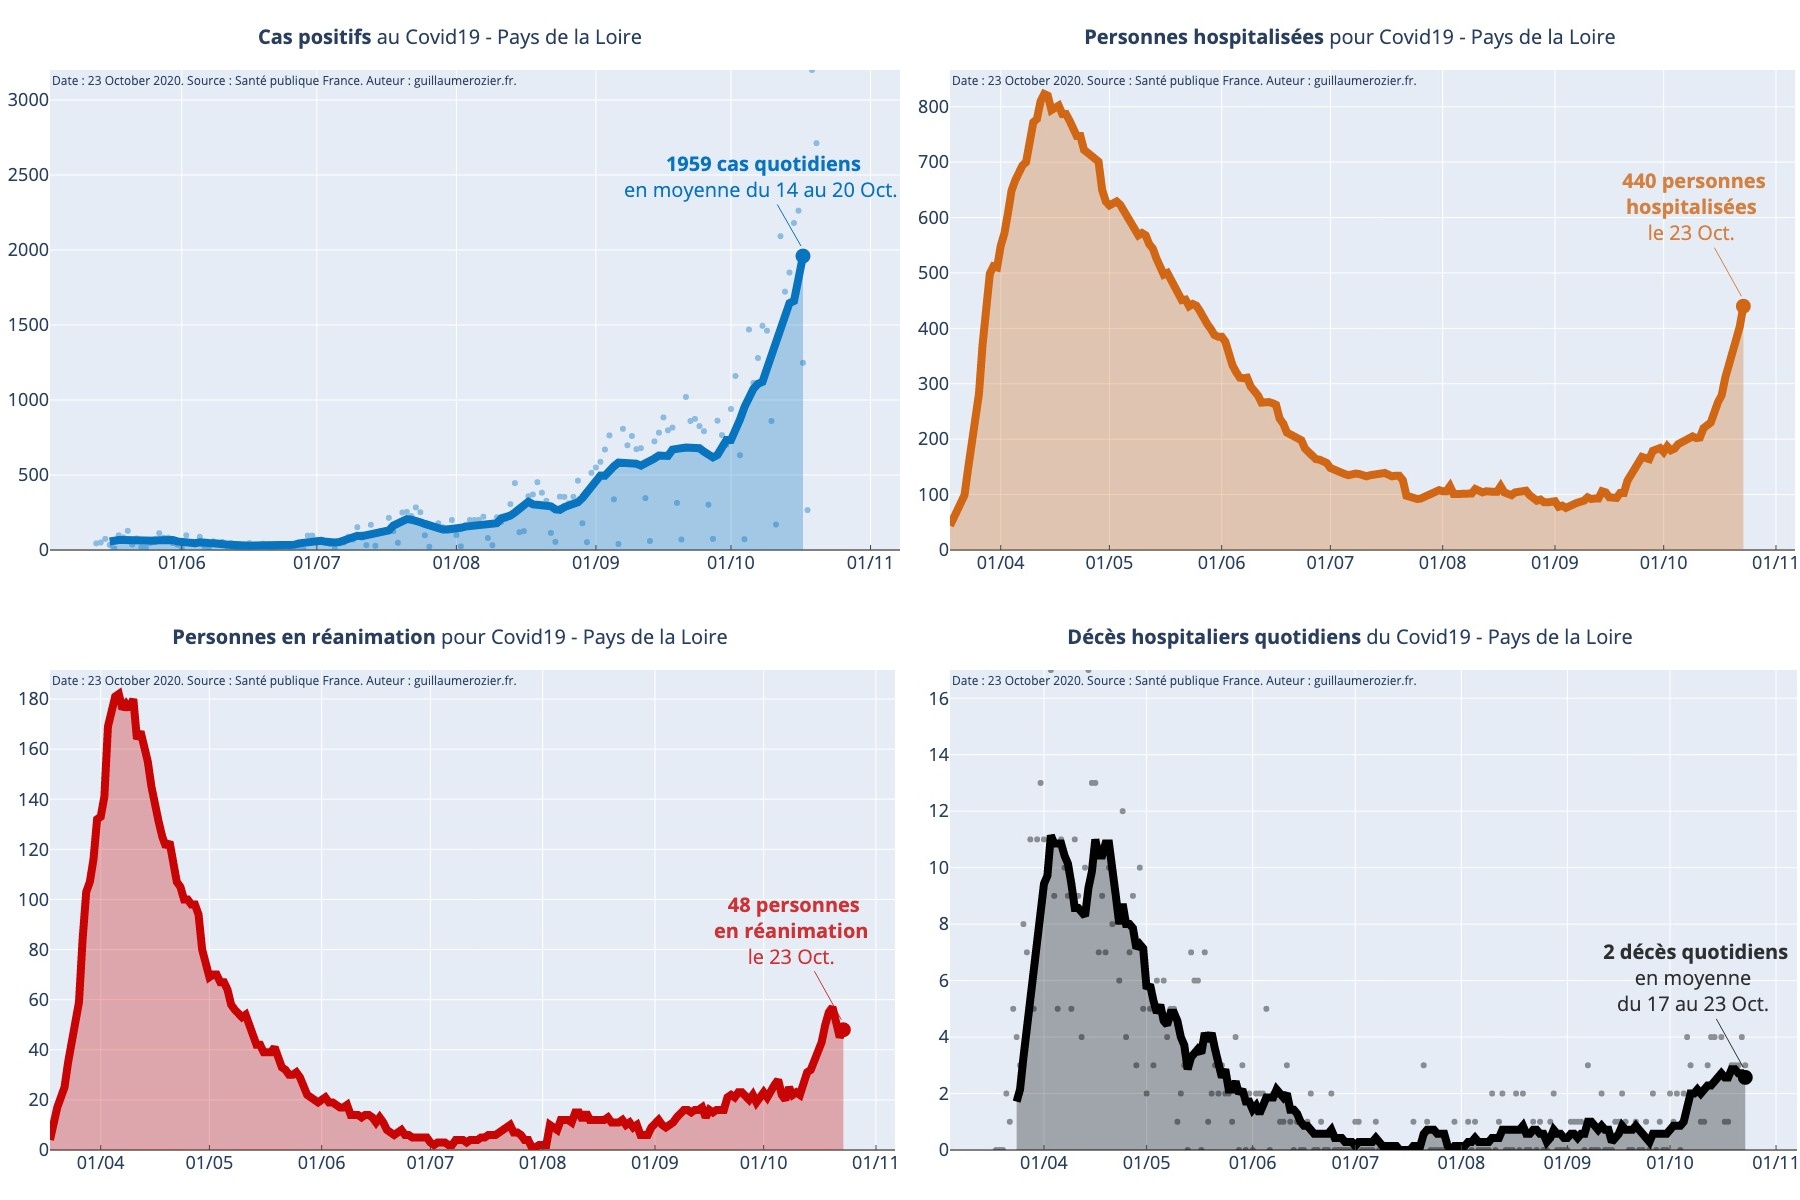 Cas positifs au Covid19 - Pays de la Loire
Date : 23 October 2020. Source : Santé publique France. Auteur : guillaumerozier.fr.
3000
2500
2000
1500
1000
500
0
1959 cas quotidiens
en moyenne du 14 au 20 Oct.
01/06 01/07 01/08 01/09 01/10 01/11
Personnes hospitalisées pour Covid19 - Pays de la Loire
Date : 23 October 2020. Source : Santé publique France. Auteur : guillaumerozier.fr.
800
700
600
500
400
300
200
100
0
440 personnes
hospitalisées
le 23 Oct.
01/04 01/05 01/06 01/07 01/08 01/09 01/10 01/11
Personnes en réanimation pour Covid19 - Pays de la Loire
Date : 23 October 2020. Source : Santé publique France. Auteur : guillaumerozier.fr.
180
160
140
120
100
80
60
40
20
0
48 personnes
en réanimation
le 23 Oct.
01/04 01/05 01/06 01/07 01/08 01/09 01/10 01/11
Décès hospitaliers quotidiens du Covid19 - Pays de la Loire
Date : 23 October 2020. Source : Santé publique France. Auteur : guillaumerozier.fr.
16
14
12
10
8
6
4
2
0
2 décès quotidiens
en moyenne
du 17 au 23 Oct.
01/04 01/05 01/06 01/07 01/08 01/09 01/10 01/11